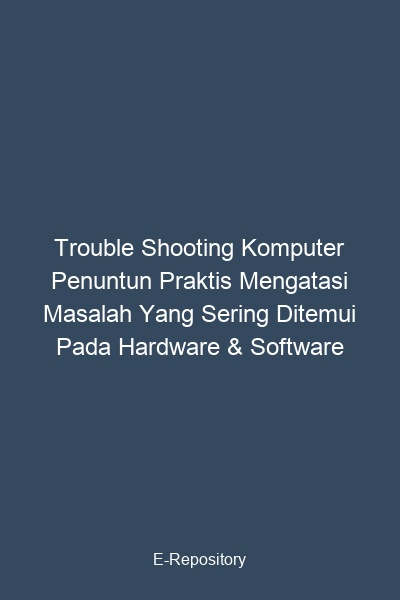 Trouble Shooting Komputer
Penuntun Praktis Mengatasi
Masalah Yang Sering Ditemui
Pada Hardware & Software
E-Repository